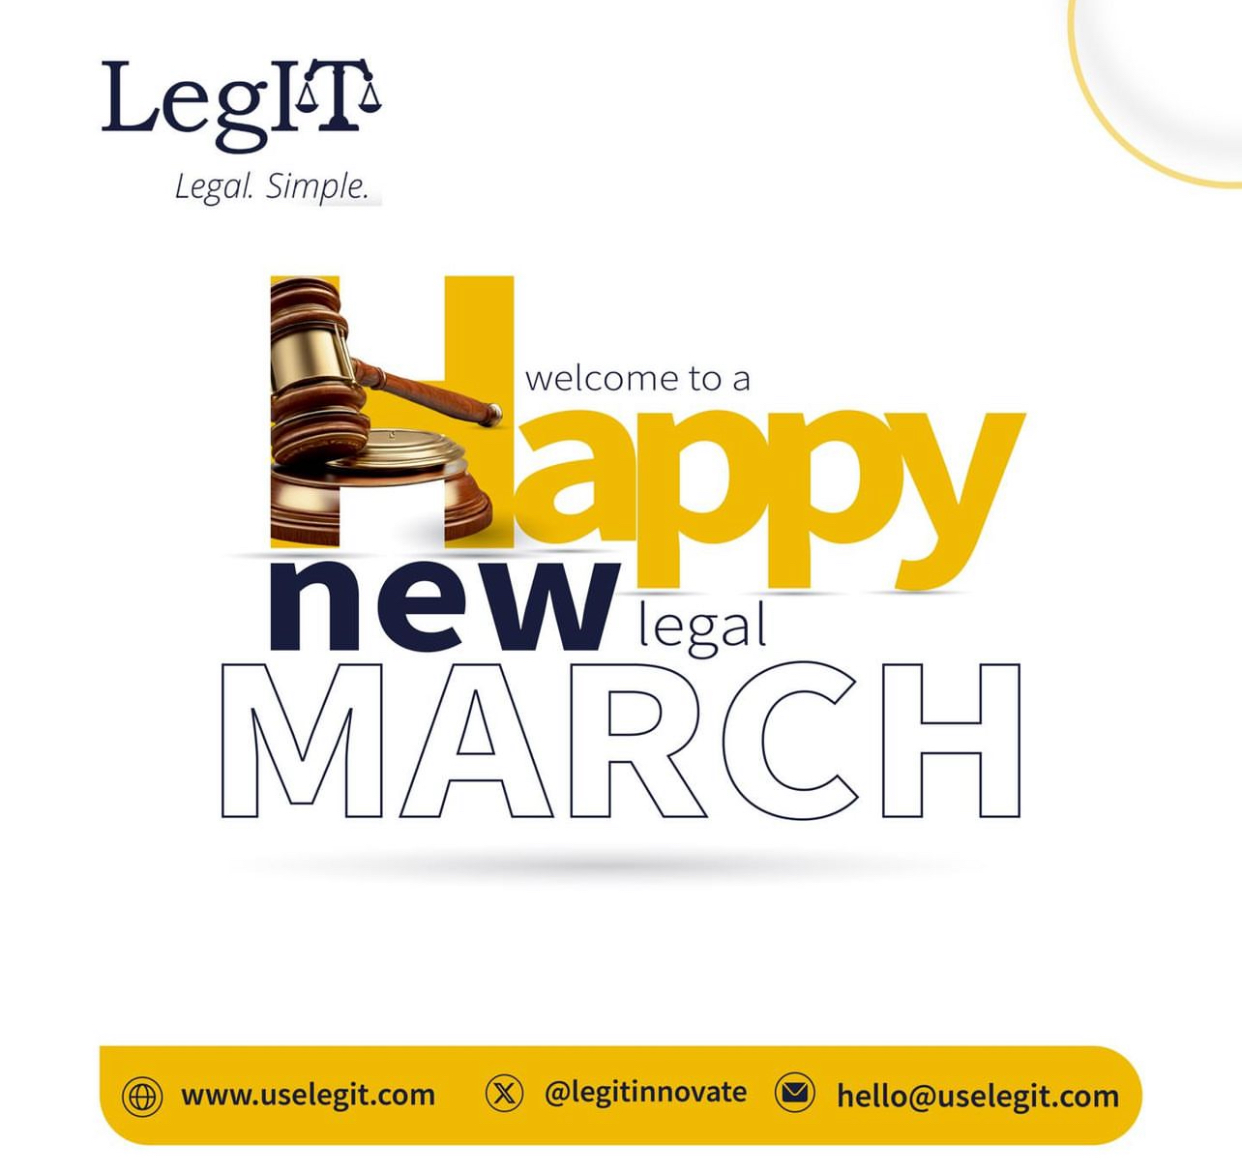 LegIT
Legal. Simple.
welcome to a
Happy
new legal
MARCH
www.uselegit.com @legitinnovate hello@uselegit.com